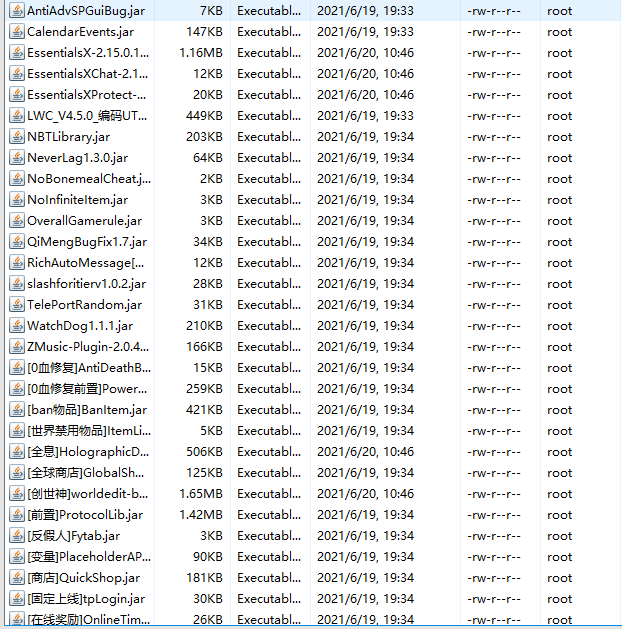 AntiAdvSPGuiBug.jar 7KB Executabl... 2021/6/19, 19:33 -rw-r--r-- root
CalendarEvents.jar 147KB Executabl... 2021/6/19, 19:33 -rw-r--r-- root
EssentialsX-2.15.0.1... 1.16MB Executabl... 2021/6/20, 10:46 -rw-r--r-- root
EssentialsXChat-2.1... 12KB Executabl... 2021/6/20, 10:46 -rw-r--r-- root
EssentialsXProtect-... 20KB Executabl... 2021/6/20, 10:46 -rw-r--r-- root
LWC_V4.5.0_编码UT... 449KB Executabl... 2021/6/19, 19:33 -rw-r--r-- root
NBTLibrary.jar 203KB Executabl... 2021/6/19, 19:34 -rw-r--r-- root
NeverLag1.3.0.jar 64KB Executabl... 2021/6/19, 19:34 -rw-r--r-- root
NoBonemealCheat.j... 2KB Executabl... 2021/6/19, 19:34 -rw-r--r-- root
NoInfiniteItem.jar 3KB Executabl... 2021/6/19, 19:34 -rw-r--r-- root
OverallGamerule.jar 3KB Executabl... 2021/6/19, 19:34 -rw-r--r-- root
QiMengBugFix1.7.jar 34KB Executabl... 2021/6/19, 19:34 -rw-r--r-- root
RichAutoMessage[... 12KB Executabl... 2021/6/19, 19:34 -rw-r--r-- root
slashforitierv1.0.2.jar 28KB Executabl... 2021/6/19, 19:34 -rw-r--r-- root
TelePortRandom.jar 31KB Executabl... 2021/6/19, 19:34 -rw-r--r-- root
WatchDog1.1.1.jar 210KB Executabl... 2021/6/19, 19:34 -rw-r--r-- root
ZMusic-Plugin-2.0.4... 166KB Executabl... 2021/6/19, 19:34 -rw-r--r-- root
[0血修复]AntiDeathB... 15KB Executabl... 2021/6/19, 19:34 -rw-r--r-- root
[0血修复前置]Power... 259KB Executabl... 2021/6/19, 19:34 -rw-r--r-- root
[ban物品]BanItem.jar 421KB Executabl... 2021/6/19, 19:34 -rw-r--r-- root
[世界禁用物品]ItemLi... 5KB Executabl... 2021/6/19, 19:34 -rw-r--r-- root
[全息]HolographicD... 506KB Executabl... 2021/6/20, 10:46 -rw-r--r-- root
[全球商店]GlobalSh... 125KB Executabl... 2021/6/19, 19:34 -rw-r--r-- root
[创世神]worldedit-b... 1.65MB Executabl... 2021/6/20, 10:46 -rw-r--r-- root
[前置]ProtocolLib.jar 1.42MB Executabl... 2021/6/19, 19:34 -rw-r--r-- root
[反假人]Fytab.jar 3KB Executabl... 2021/6/19, 19:34 -rw-r--r-- root
[变量]PlaceholderAP... 90KB Executabl... 2021/6/19, 19:34 -rw-r--r-- root
[商店]QuickShop.jar 181KB Executabl... 2021/6/19, 19:34 -rw-r--r-- root
[固定上线]tpLogin.jar 30KB Executabl... 2021/6/19, 19:34 -rw-r--r-- root
[在线奖励]OnlineTim... 26KB Executabl... 2021/6/19, 19:34 -rw-r--r-- root